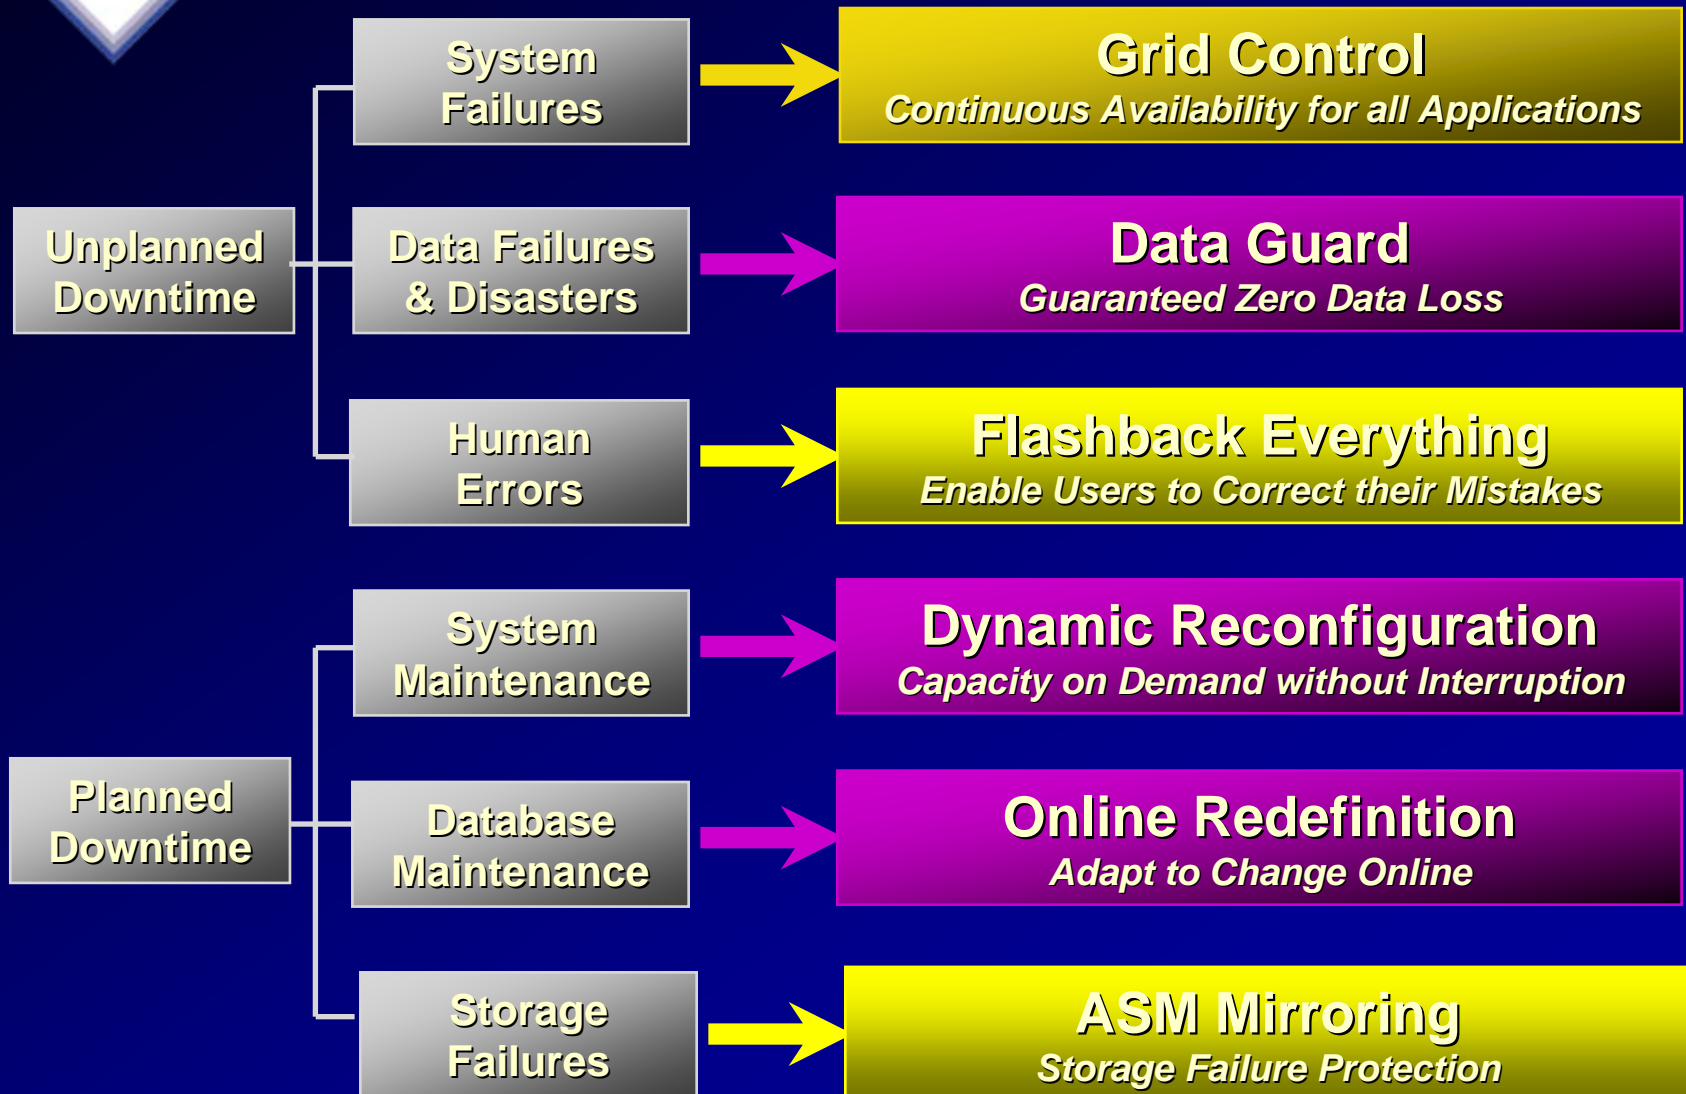 System
Failures
Grid Control
Continuous Availability for all Applications
Unplanned
Downtime
Data Failures
& Disasters
Data Guard
Guaranteed Zero Data Loss
Human
Errors
Flashback Everything
Enable Users to Correct their Mistakes
System
Maintenance
Dynamic Reconfiguration
Capacity on Demand without Interruption
Planned
Downtime
Database
Maintenance
Online Redefinition
Adapt to Change Online
Storage
Failures
ASM Mirroring
Storage Failure Protection